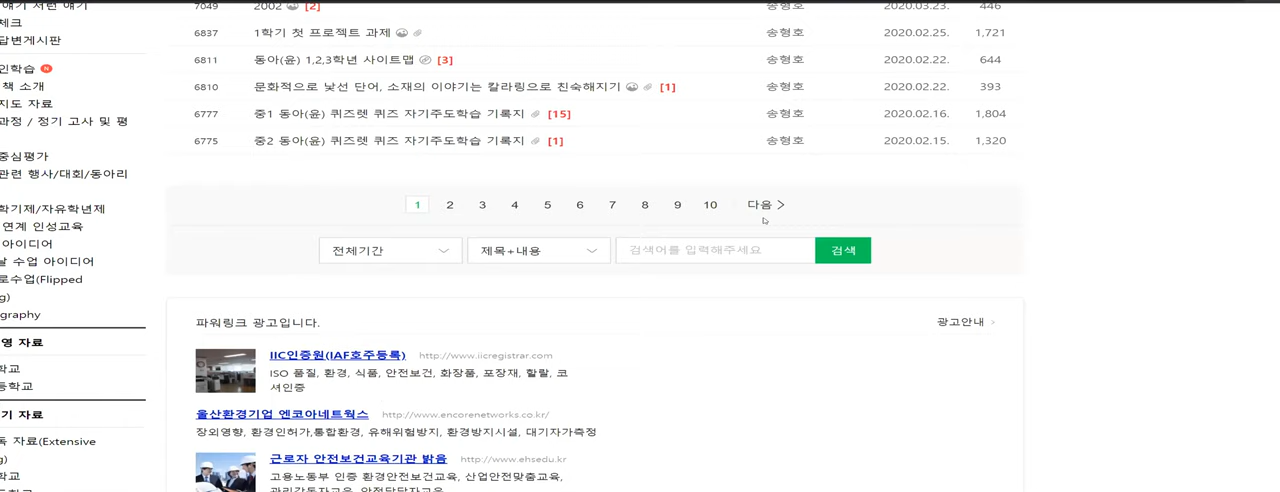 7049 2002 [2] 송형호 2020.03.23. 446
체크
6837 1학기 첫 프로젝트 과제 송형호 2020.02.25. 1,721
답변게시판
6811 동아(윤) 1,2,3학년 사이트맵 [3] 송형호 2020.02.22. 644
인학습 N
책 소개
6810 문화적으로 낯선 단어, 소재의 이야기는 칼라링으로 친숙해지기 [1] 송형호 2020.02.22. 393
지도 자료
6777 중1 동아(윤) 퀴즈렛 퀴즈 자기주도학습 기록지 [15] 송형호 2020.02.16. 1,804
과정 / 정기 고사 및 평
6775 중2 동아(윤) 퀴즈렛 퀴즈 자기주도학습 기록지 [1] 송형호 2020.02.15. 1,320
중심평가
관련 행사/대회/동아리
1 2 3 4 5 6 7 8 9 10 다음 >
학기제/자유학년제
연계 인성교육
아이디어
전체기간 제목+내용 검색어를 입력해주세요 검색
날 수업 아이디어
로수업(Flipped
g)
graphy
파워링크 광고입니다. 광고안내 >
영 자료
IIC인증원(IAF호주등록) http://www.iicregistrar.com
학교
ISO 품질, 환경, 식품, 안전보건, 화장품, 포장재, 할랄, 코
등학교
셔인증
기 자료
울산환경기업 엔코아네트웍스 http://www.encorenetworks.co.kr/
장외영향, 환경인허가,통합환경, 유해위험방지, 환경방지시설, 대기자가측정
독 자료(Extensive
g)
근로자 안전보건교육기관 밝음 http://www.ehsedu.kr
학교
고용노동부 인증 환경안전보건교육, 산업안전맞춤교육,